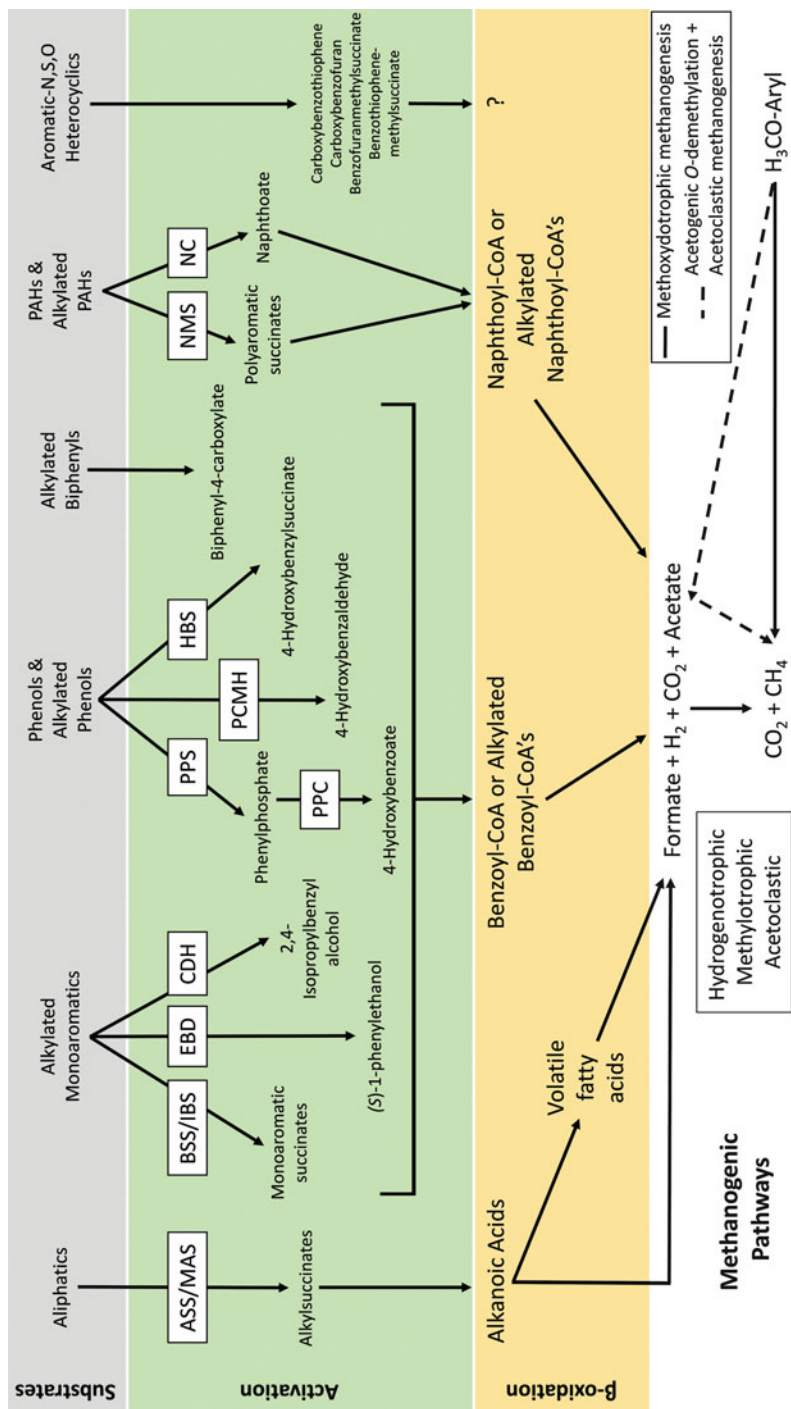 Substrates
Aliphatics
Alkylated
Monoaromatics
Phenols &
Alkylated
Phenols
Alkylated
Biphenyls
PAHs &
Alkylated
PAHs
Aromatic-N,S,O
Heterocyclics
Activation
ASS/MAS
BSS/IBS
EBD
CDH
PPS
PCMH
HBS
NMS
NC
Alkylsuccinates
Monoaromatic
succinates
(S)-1-phenylethanol
2,4-
Isopropylbenzyl
alcohol
Phenylphosphate
PPC
4-Hydroxybenzoate
4-Hydroxybenzaldehyde
4-Hydroxybenzylsuccinate
Biphenyl-4-carboxylate
Polyaromatic
succinates
Naphthoate
Carboxybenzothiophene
Carboxybenzofuran
Benzofuranmethylsuccinate
Benzothiophene-
methylsuccinate
β-oxidation
Alkanoic Acids
Volatile
fatty
acids
Benzoyl-CoA or Alkylated
Benzoyl-CoA's
Naphthoyl-CoA or
Alkylated
Naphthoyl-CoA's
?
Methanogenic
Pathways
Hydrogenotrophic
Methylotrophic
Acetoclastic
Formate + H₂ + CO₂ + Acetate
CO₂ + CH₄
Methoxydotrophic methanogenesis
Acetogenic O-demethylation +
Acetoclastic methanogenesis
H₃CO-Aryl